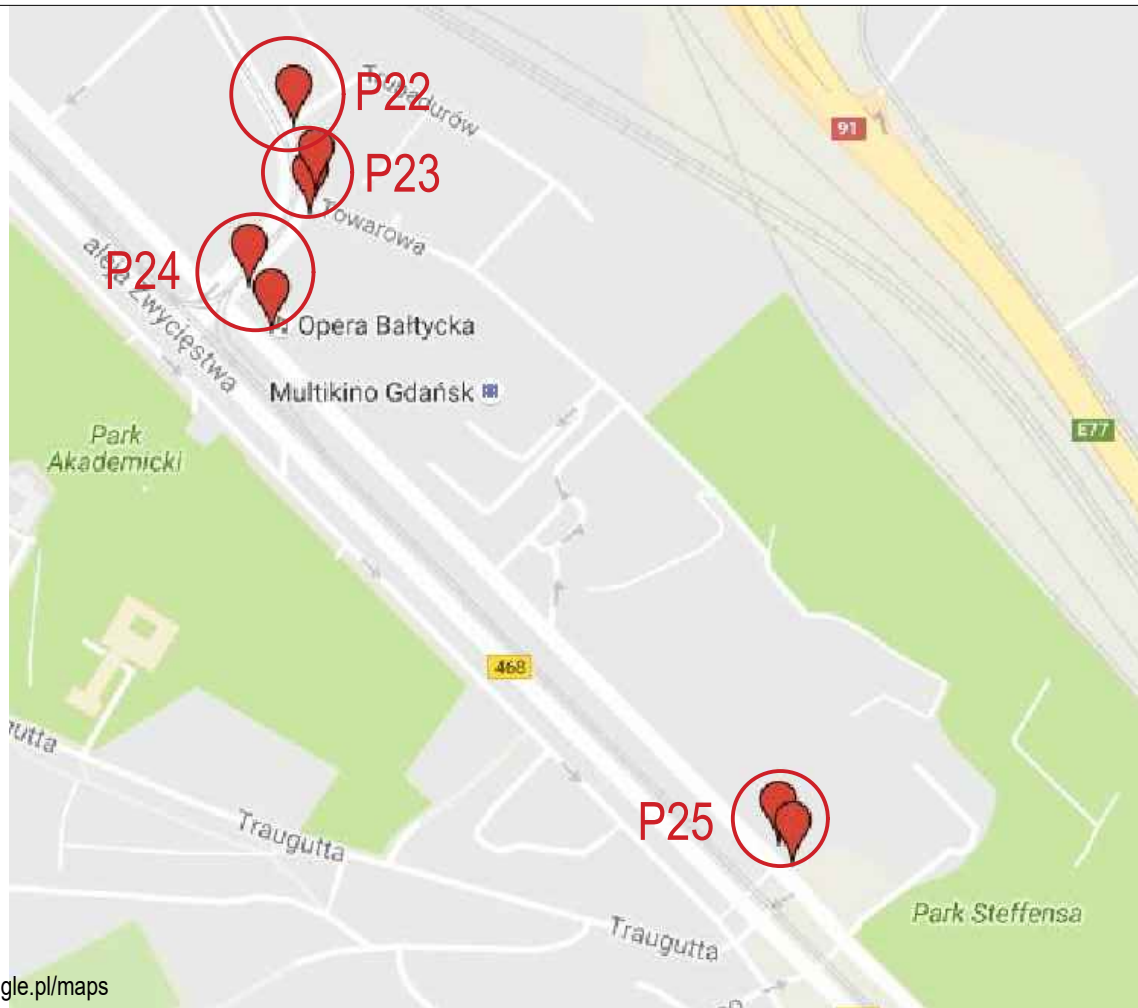 P22
Trubadurów
91
P23
Towarowa
P24
aleja Zwycięstwa
Opera Bałtycka
Multikino Gdańsk
E77
Park
Akademicki
468
utta
P25
Traugutta
Park Steffensa
Traugutta
gle.pl/maps